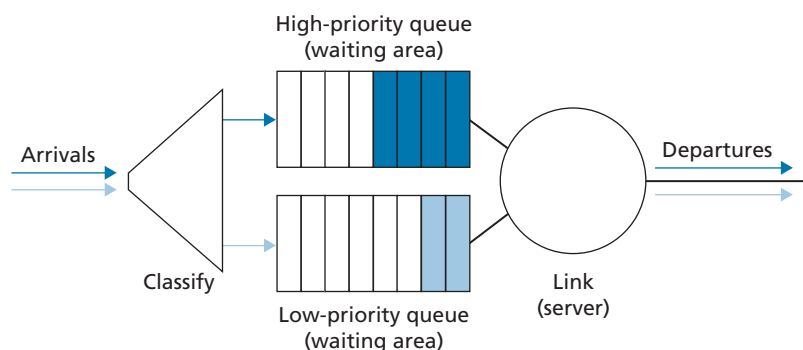 High-priority queue
(waiting area)
Arrivals
Departures
Classify
Link
(server)
Low-priority queue
(waiting area)